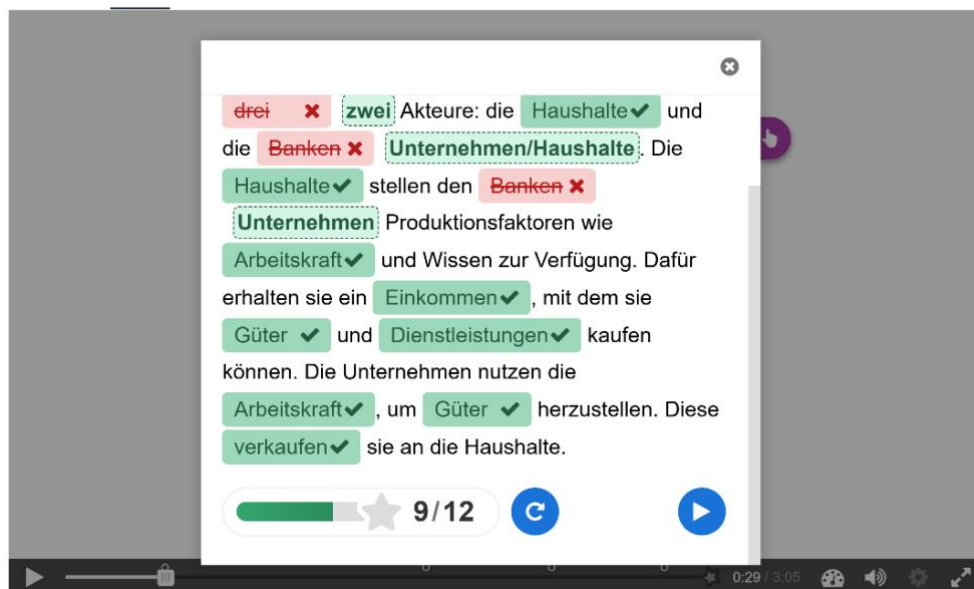 drei zwei Akteure: die Haushalte und
die Banken Unternehmen/Haushalte. Die
Haushalte stellen den Banken
Unternehmen Produktionsfaktoren wie
Arbeitskraft und Wissen zur Verfügung. Dafür
erhalten sie ein Einkommen, mit dem sie
Güter und Dienstleistungen kaufen
können. Die Unternehmen nutzen die
Arbeitskraft, um Güter herzustellen. Diese
verkaufen sie an die Haushalte.
9/12
0:29 / 3:05